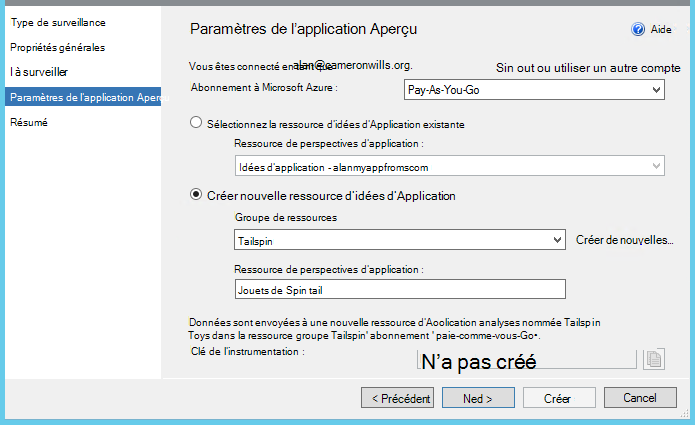 Type de surveillance
Propriétés générales
I à surveiller
Paramètres de l'application Aperçu
Résumé
Paramètres de l'application Aperçu
Aide
Vous êtes connecté en tant que alan@cameronwills.org.
Sin out ou utiliser un autre compte
Abonnement à Microsoft Azure :
Pay-As-You-Go
Sélectionnez la ressource d'idées d'Application existante
Ressource de perspectives d'application :
Idées d'application - alanmyappfromscom
Créer nouvelle ressource d'idées d'Application
Groupe de ressources
Tailspin
Créer de nouvelles...
Ressource de perspectives d'application :
Jouets de Spin tail
Données sont envoyées à une nouvelle ressource d'Aoolication analyses nommée Tailspin
Toys dans la ressource groupe Tailspin' abonnement ' paie-comme-vous-Go•.
Clé de l'instrumentation :
N'a pas créé
< Précédent
Ned >
Créer
Cancel